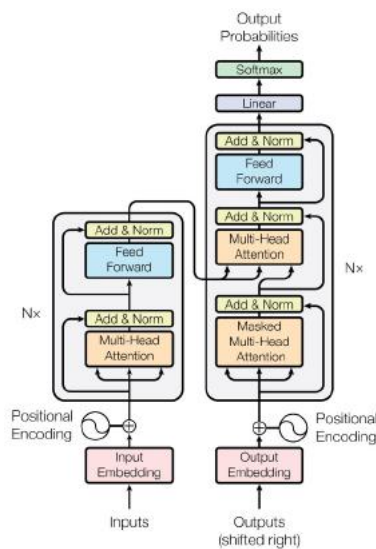 Output
Probabilities
Softmax
Linear
Add & Norm
Feed
Forward
Add & Norm
Multi-Head
Attention
Nx
Add & Norm
Masked
Multi-Head
Attention
Add & Norm
Feed
Forward
Nx
Add & Norm
Multi-Head
Attention
Positional
Encoding
Positional
Encoding
Input
Embedding
Output
Embedding
Inputs
Outputs
(shifted right)